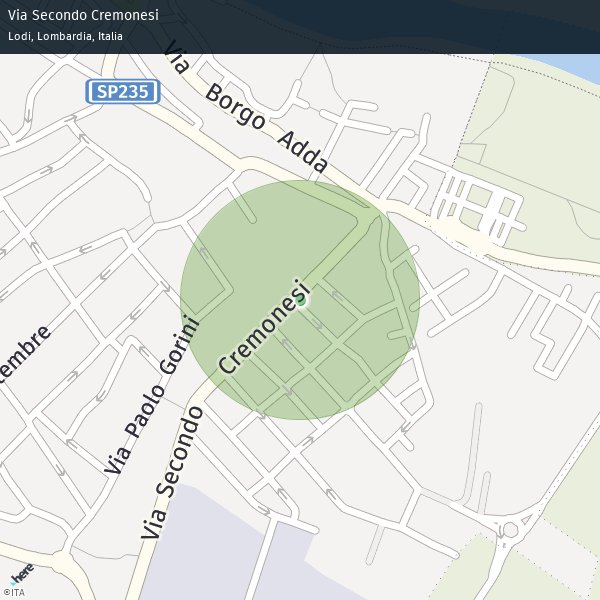 Via Secondo Cremonesi
Lodi, Lombardia, Italia
Via Borgo Adda
SP235
Cremonesi
Via Paolo Gorini
tembre
Via Secondo
here
©ITA